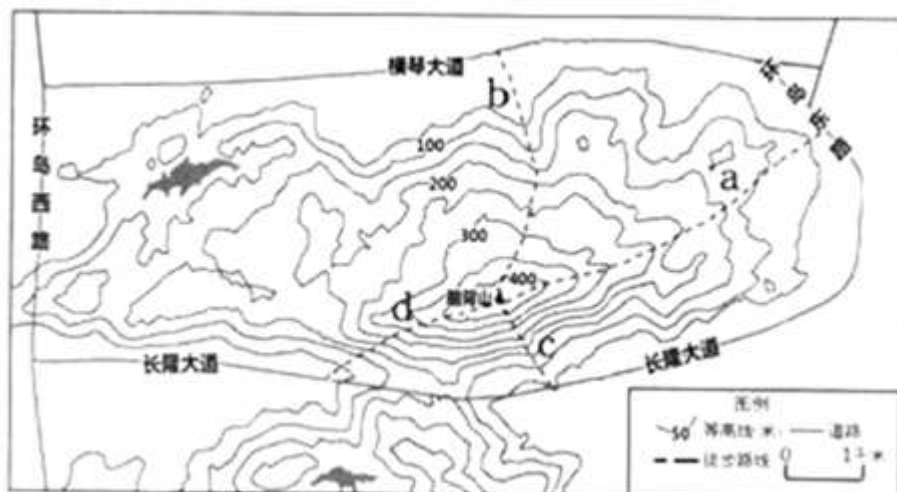 横琴大道
环岛东路
环岛西路
b
100
a
200
300
400
脑背山
d
c
长隆大道
长隆大道
图例
50 等高线/米 道路
徒步路线 0 1千米